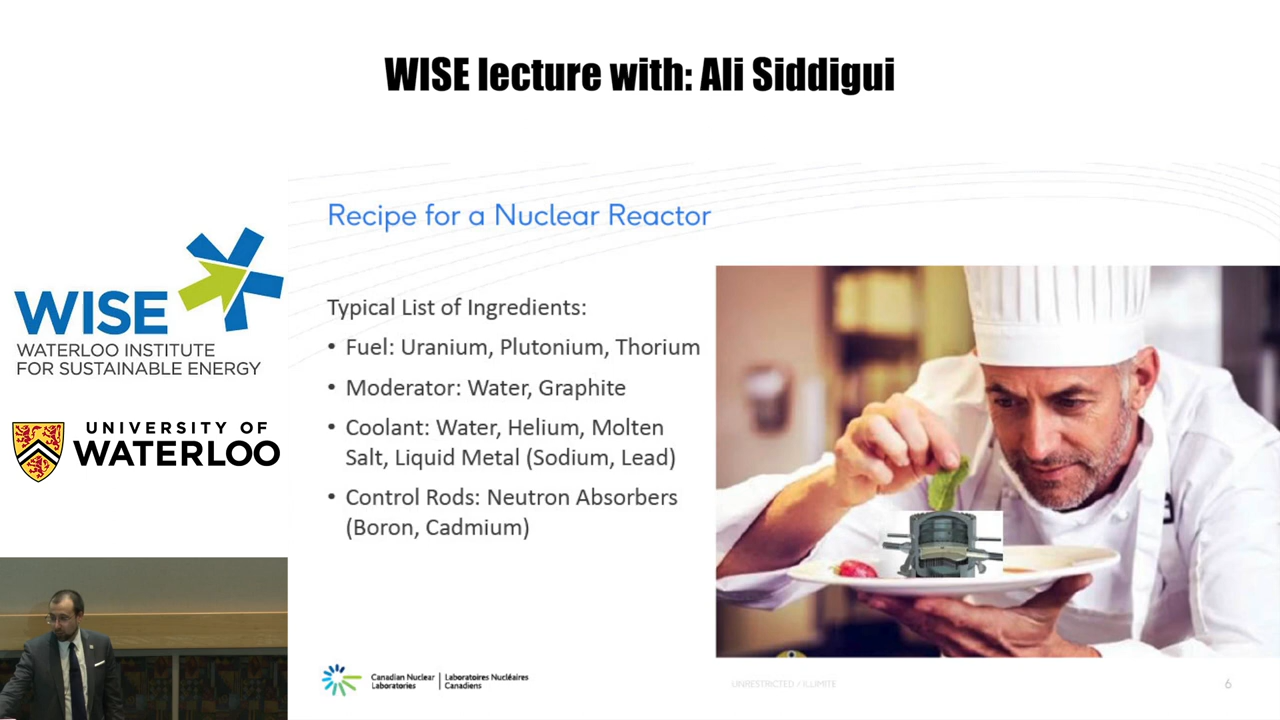 WISE lecture with: Ali Siddigui
Recipe for a Nuclear Reactor
Typical List of Ingredients:
• Fuel: Uranium, Plutonium, Thorium
• Moderator: Water, Graphite
• Coolant: Water, Helium, Molten
Salt, Liquid Metal (Sodium, Lead)
• Control Rods: Neutron Absorbers
(Boron, Cadmium)
WISE
WATERLOO INSTITUTE
FOR SUSTAINABLE ENERGY
UNIVERSITY OF
WATERLOO
Canadian Nuclear
Laboratories
Laboratoires Nucléaires
Canadiens
UNRESTRICTED / ILLIMITÉ
6